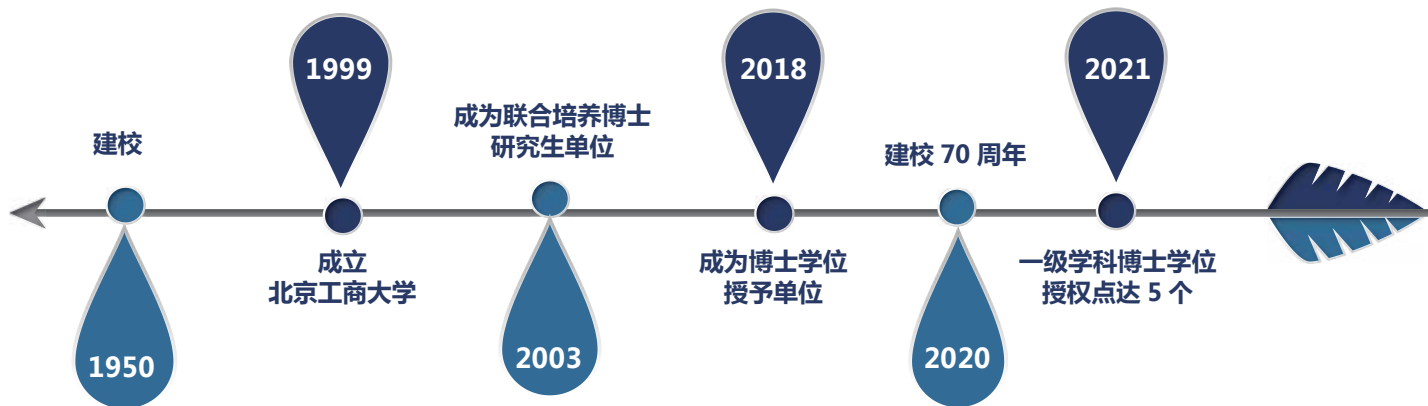 建校
1950
1999
成立
北京工商大学
成为联合培养博士
研究生单位
2003
2018
成为博士学位
授予单位
建校 70 周年
2020
2021
一级学科博士学位
授权点达 5 个